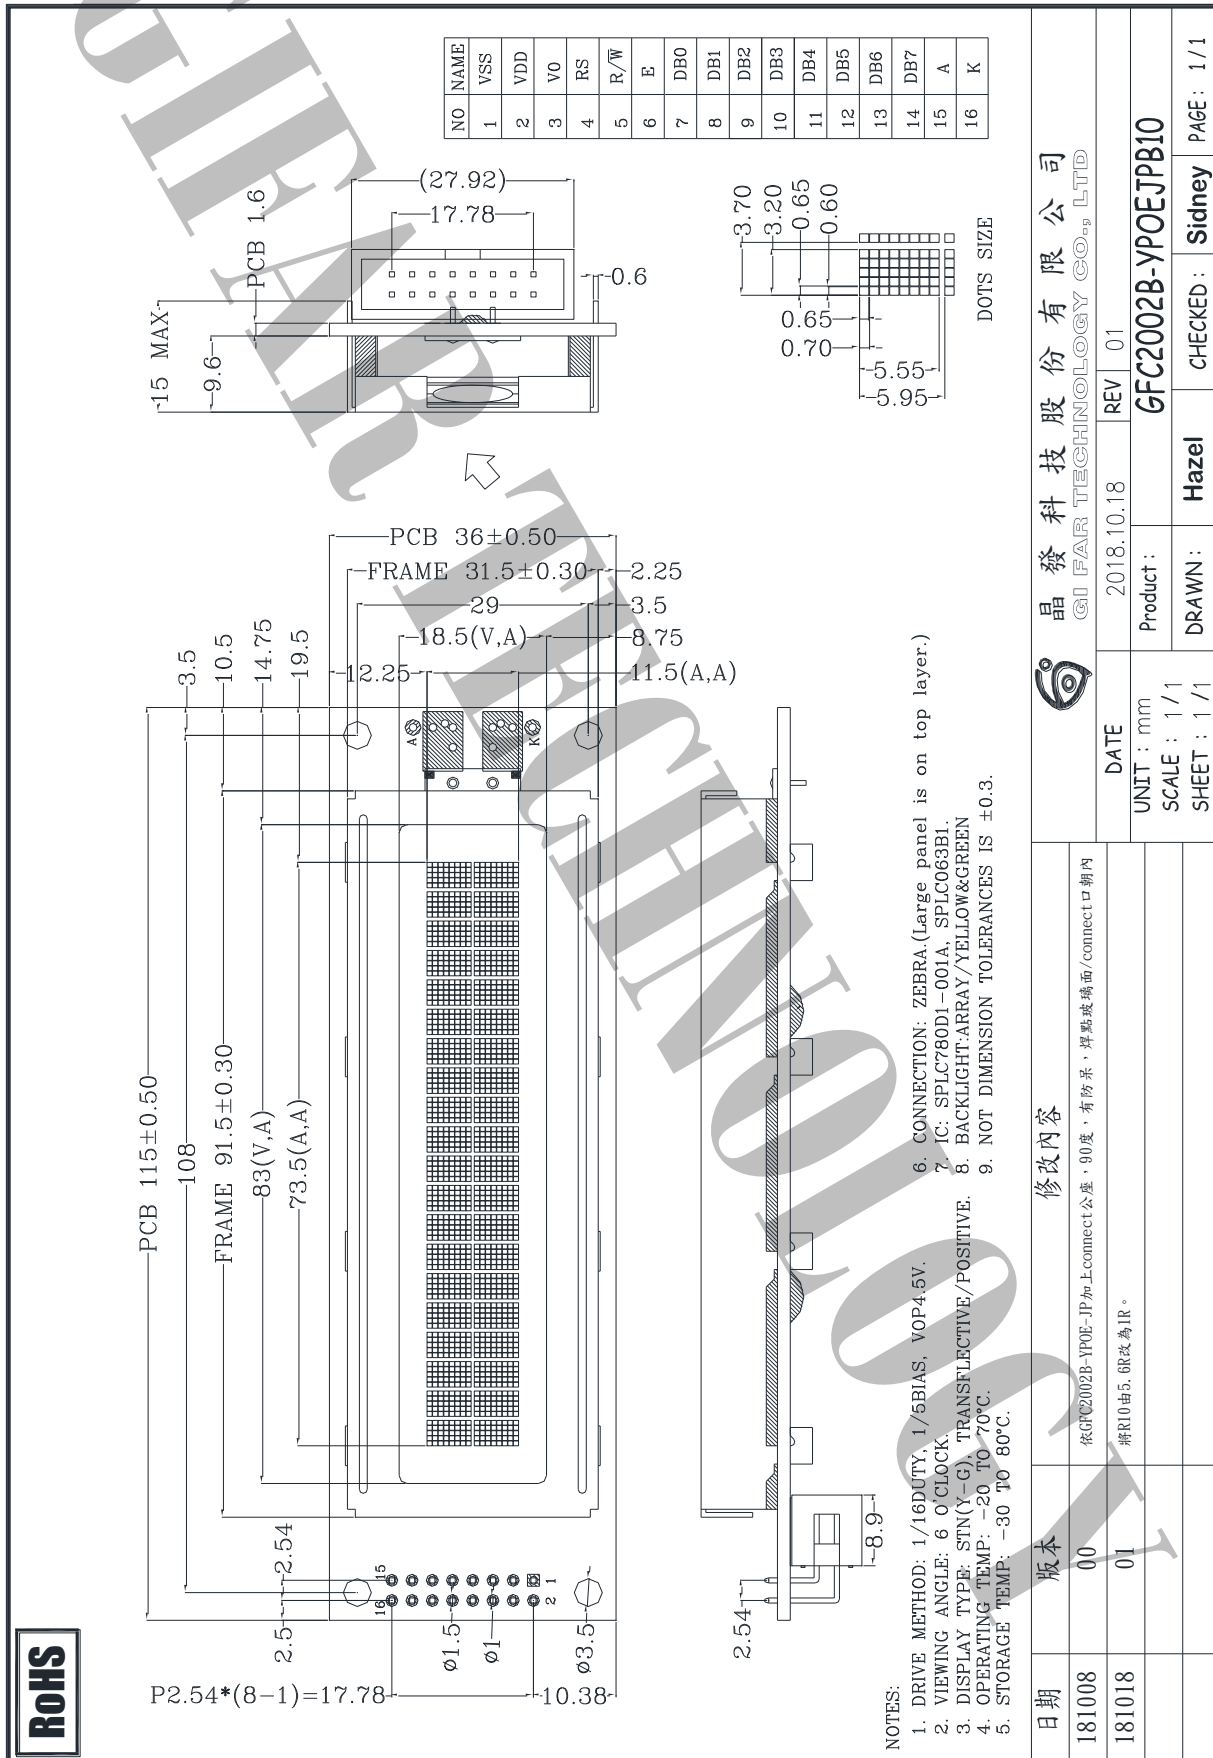 RoHS
PCB 115±0.50
108
FRAME 91.5±0.30
83(V,A)
73.5(A,A)
3.5
10.5
14.75
19.5
2.5
2.54
P2.54*(8-1)=17.78
10.38
ø1.5
ø1
ø3.5
16
15
2
1
A
K
PCB 36±0.50
FRAME 31.5±0.30
2.25
29
3.5
18.5(V,A)
8.75
12.25
11.5(A,A)
2.54
8.9
15 MAX
9.6
PCB 1.6
(27.92)
17.78
0.6
NO NAME
1 VSS
2 VDD
3 V0
4 RS
5 R/W̅
6 E
7 DB0
8 DB1
9 DB2
10 DB3
11 DB4
12 DB5
13 DB6
14 DB7
15 A
16 K
3.70
3.20
0.65
0.60
0.65
0.70
5.55
5.95
DOTS SIZE
NOTES:
1. DRIVE METHOD: 1/16DUTY, 1/5BIAS, VOP4.5V.
2. VIEWING ANGLE: 6 O'CLOCK.
3. DISPLAY TYPE: STN(Y-G), TRANSFLECTIVE/POSITIVE.
4. OPERATING TEMP: -20 TO 70°C.
5. STORAGE TEMP: -30 TO 80°C.
6. CONNECTION: ZEBRA.(Large panel is on top layer.)
7. IC: SPLC780D1-001A, SPLC063B1.
8. BACKLIGHT:ARRAY/YELLOW&GREEN
9. NOT DIMENSION TOLERANCES IS ±0.3.
日期 版本 修改內容
181008 00 依GFC2002B-YPOE-JP加上connect公座，90度，有防呆，焊點玻璃面/connect口朝內
181018 01 將R10由5.6R改為1R。
晶發科技股份有限公司
GI FAR TECHNOLOGY CO., LTD
DATE 2018.10.18 REV 01
UNIT : mm
SCALE : 1/1
SHEET : 1/1
Product : GFC2002B-YPOEJPB10
DRAWN : Hazel CHECKED : Sidney PAGE : 1/1
GIFAR TECHNOLOGY